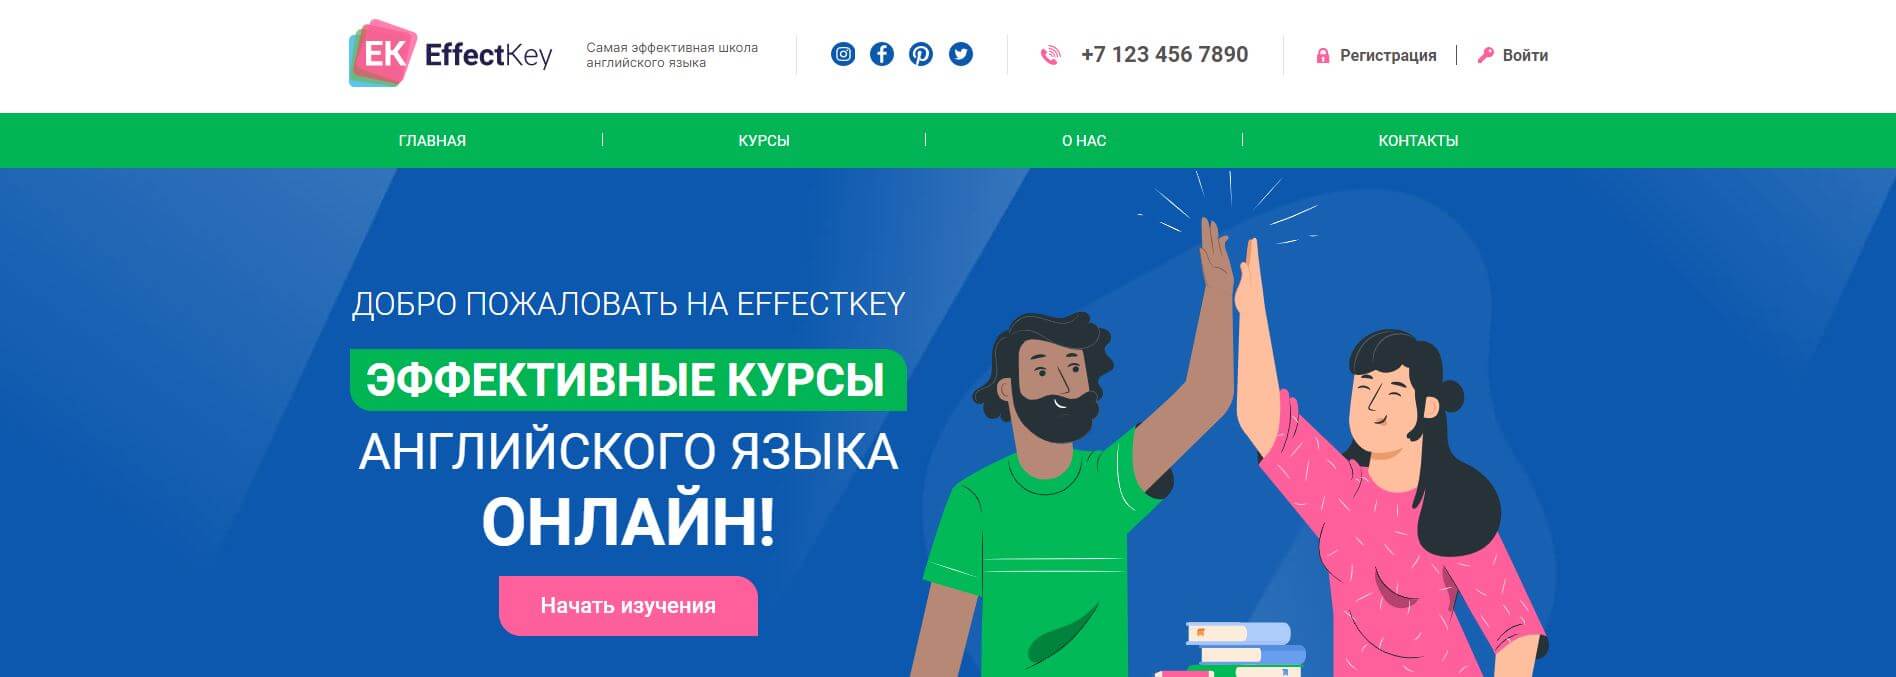 EK EffectKey
Самая эффективная школа
английского языка
+7 123 456 7890
Регистрация
Войти
ГЛАВНАЯ
КУРСЫ
О НАС
КОНТАКТЫ
ДОБРО ПОЖАЛОВАТЬ НА EFFECTKEY
ЭФФЕКТИВНЫЕ КУРСЫ
АНГЛИЙСКОГО ЯЗЫКА
ОНЛАЙН!
Начать изучения